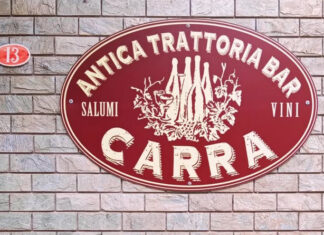 13
ANTICA TRATTORIA BAR
SALUMI VINI
CARRA